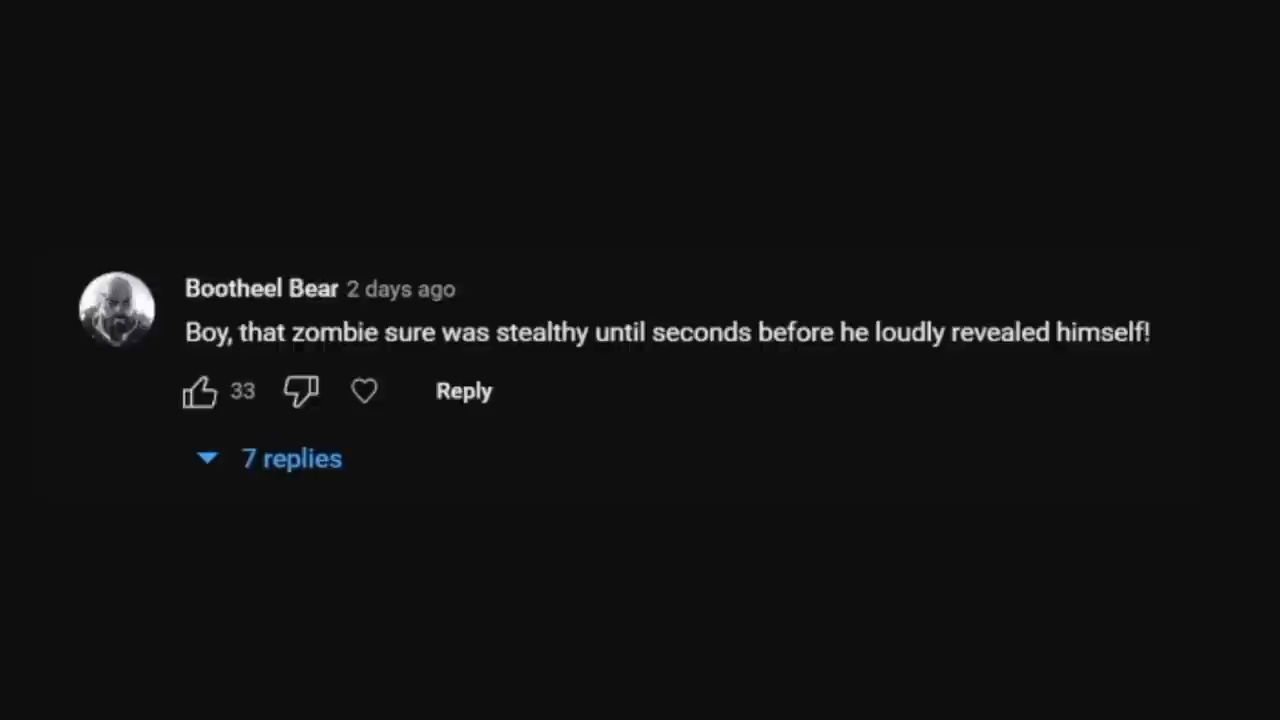 Bootheel Bear 2 days ago
Boy, that zombie sure was stealthy until seconds before he loudly revealed himself!
33 Reply
7 replies